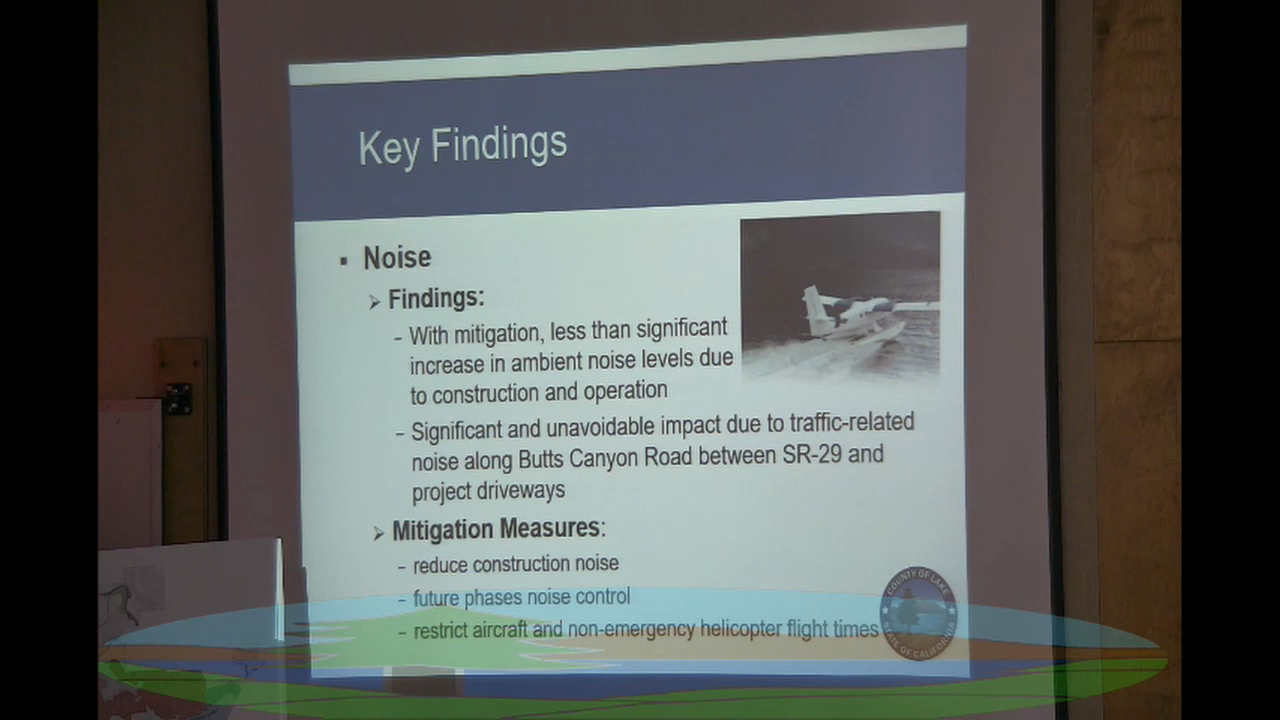 Key Findings
▪ Noise
➢ Findings:
– With mitigation, less than significant
increase in ambient noise levels due
to construction and operation
– Significant and unavoidable impact due to traffic-related
noise along Butts Canyon Road between SR-29 and
project driveways
➢ Mitigation Measures:
– reduce construction noise
– future phases noise control
– restrict aircraft and non-emergency helicopter flight times
COUNTY OF LAKE
STATE OF CALIFORNIA